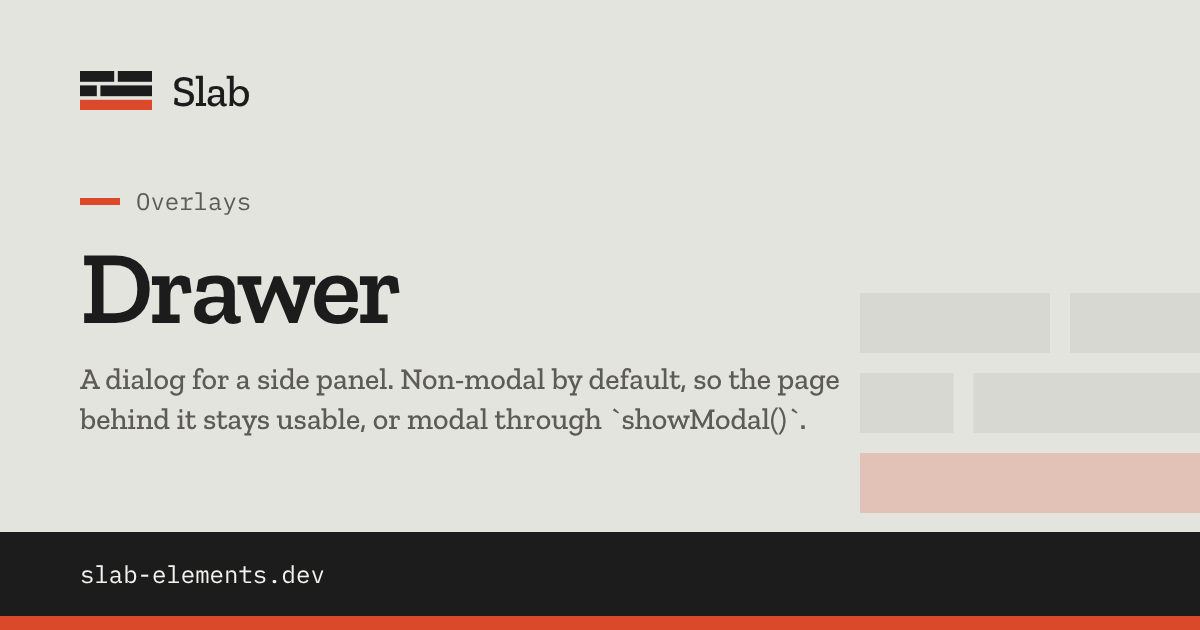 Slab
Overlays
Drawer
A dialog for a side panel. Non-modal by default, so the page
behind it stays usable, or modal through `showModal()`.
slab-elements.dev